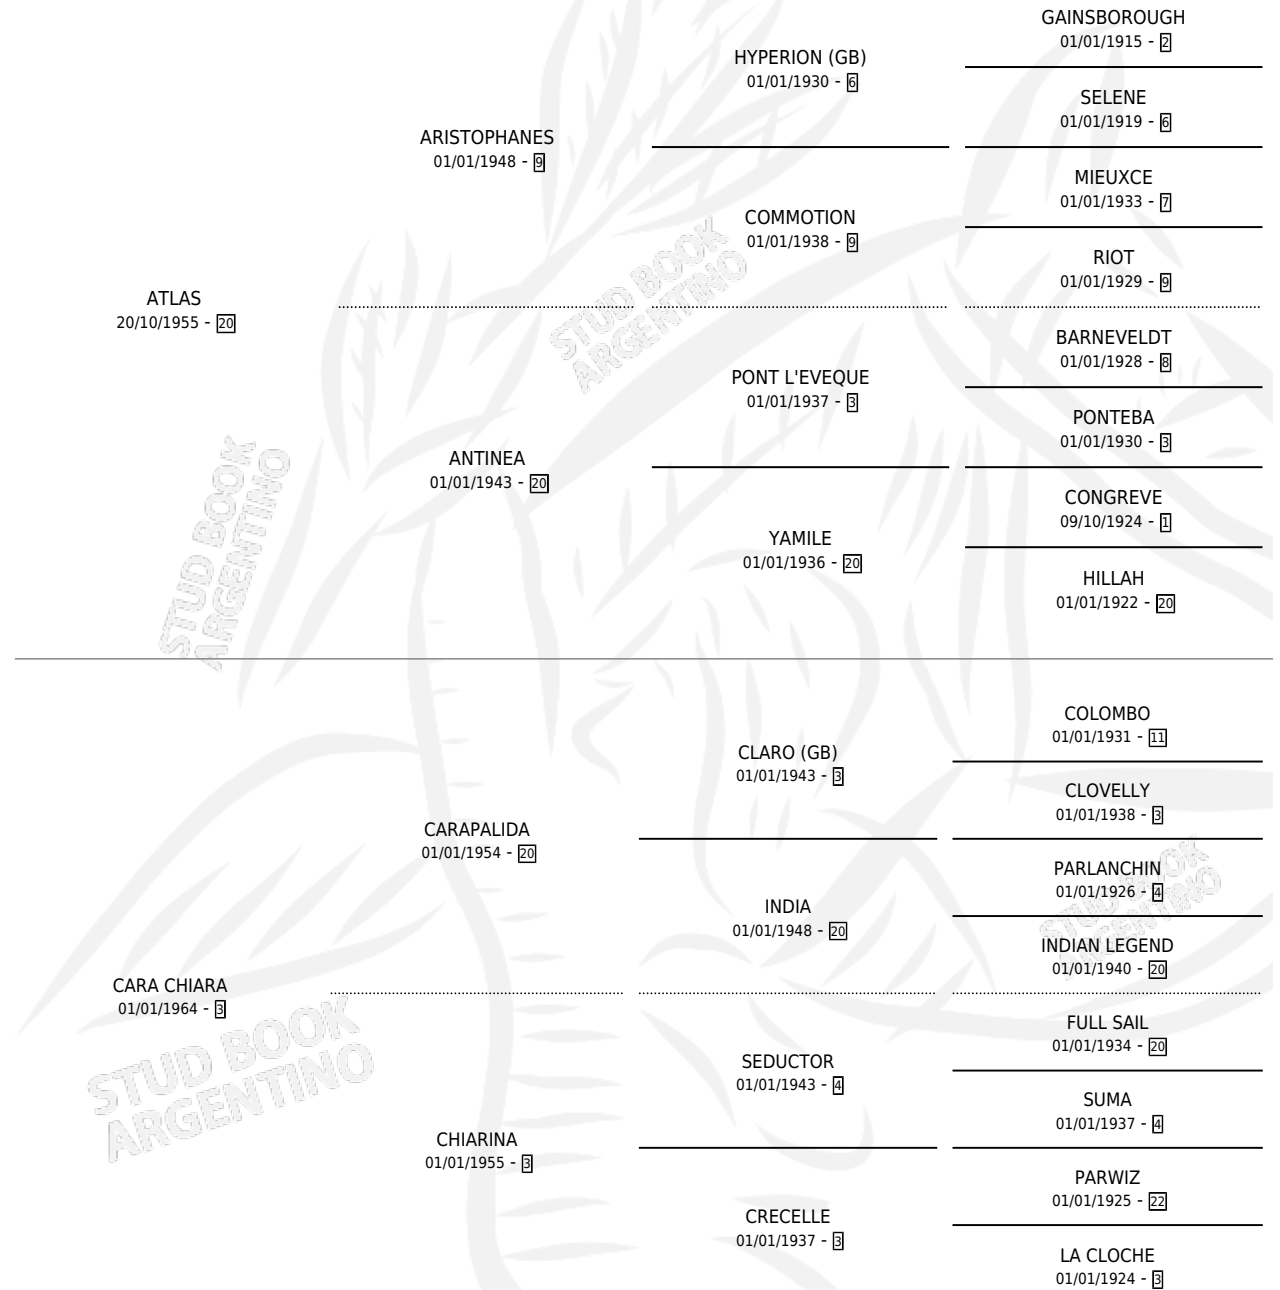 GAINSBOROUGH
01/01/1915 - 2
HYPERION (GB)
01/01/1930 - 6
SELENE
01/01/1919 - 6
ARISTOPHANES
01/01/1948 - 9
MIEUXCE
01/01/1933 - 7
COMMOTION
01/01/1938 - 9
RIOT
01/01/1929 - 9
ATLAS
20/10/1955 - 20
BARNEVELDT
01/01/1928 - 8
PONT L'EVEQUE
01/01/1937 - 3
PONTEBA
01/01/1930 - 3
ANTINEA
01/01/1943 - 20
CONGREVE
09/10/1924 - 1
YAMILE
01/01/1936 - 20
HILLAH
01/01/1922 - 20
COLOMBO
01/01/1931 - 11
CLARO (GB)
01/01/1943 - 3
CLOVELLY
01/01/1938 - 3
CARAPALIDA
01/01/1954 - 20
PARLANCHIN
01/01/1926 - 4
INDIA
01/01/1948 - 20
INDIAN LEGEND
01/01/1940 - 20
CARA CHIARA
01/01/1964 - 3
FULL SAIL
01/01/1934 - 20
SEDUCTOR
01/01/1943 - 4
SUMA
01/01/1937 - 4
CHIARINA
01/01/1955 - 3
PARWIZ
01/01/1925 - 22
CRECELLE
01/01/1937 - 3
LA CLOCHE
01/01/1924 - 3
STUD BOOK
ARGENTINO
STUD BOOK
ARGENTINO
STUD BOOK
ARGENTINO
STUD BOOK
ARGENTINO